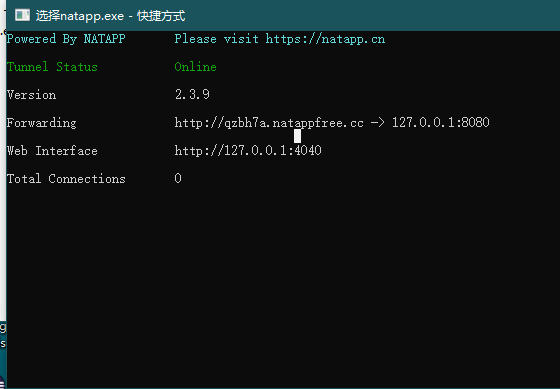 选择natapp.exe - 快捷方式
Powered By NATAPP Please visit https://natapp.cn
Tunnel Status Online
Version 2.3.9
Forwarding http://qzbh7a.natappfree.cc -> 127.0.0.1:8080
Web Interface http://127.0.0.1:4040
Total Connections 0